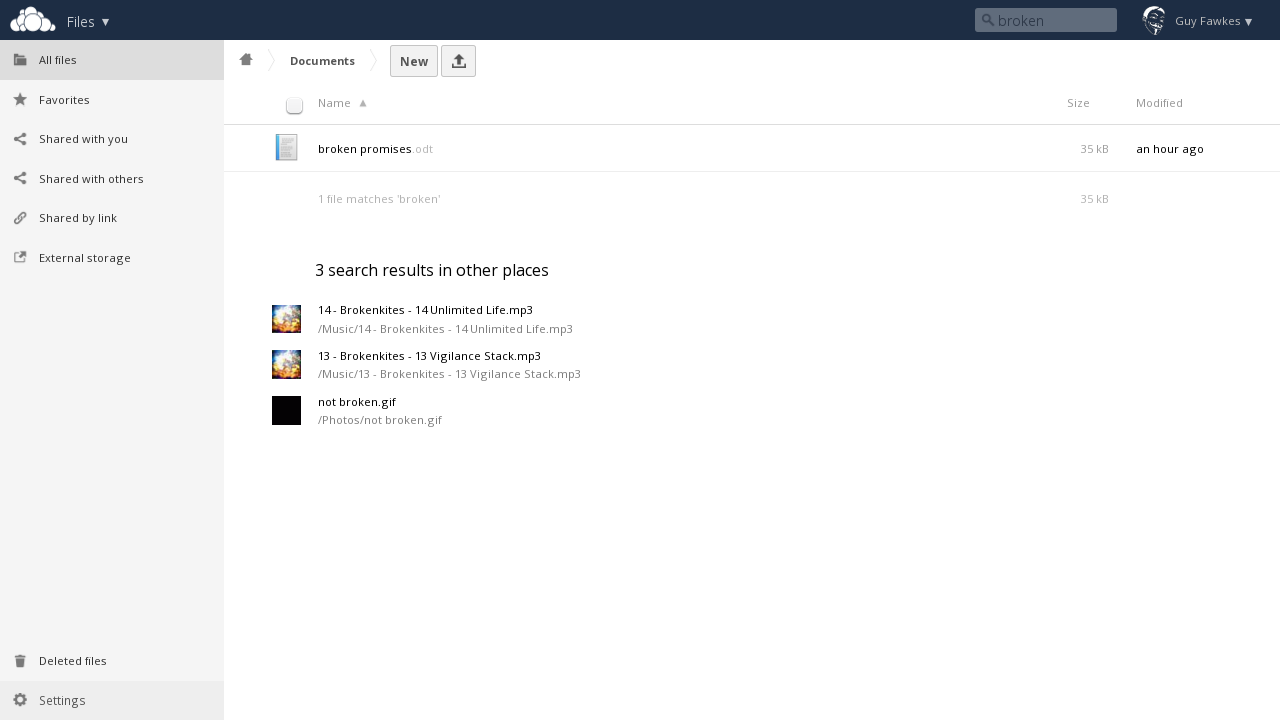 Files ▼
broken
Guy Fawkes ▼
All files
Favorites
Shared with you
Shared with others
Shared by link
External storage
Deleted files
Settings
Documents
New
Name ▲ Size Modified
broken promises.odt 35 kB an hour ago
1 file matches 'broken' 35 kB
3 search results in other places
14 - Brokenkites - 14 Unlimited Life.mp3
/Music/14 - Brokenkites - 14 Unlimited Life.mp3
13 - Brokenkites - 13 Vigilance Stack.mp3
/Music/13 - Brokenkites - 13 Vigilance Stack.mp3
not broken.gif
/Photos/not broken.gif